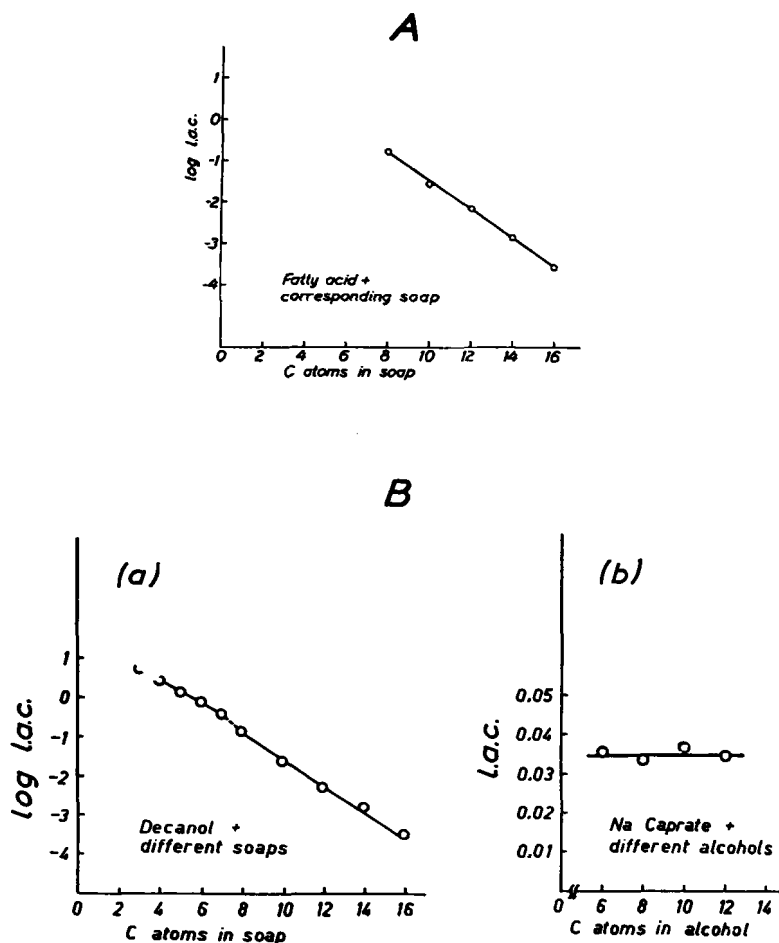 A
1
0
-1
-2
-3
-4
log l.a.c.
Fatty acid +
corresponding soap
0 2 4 6 8 10 12 14 16
C atoms in soap
B
(a)
1
0
-1
-2
-3
-4
log l.a.c.
Decanol +
different soaps
0 2 4 6 8 10 12 14 16
C atoms in soap
(b)
0.05
0.04
0.03
0.02
0.01
l.a.c.
Na Caprate +
different alcohols
0 6 8 10 12 14
C atoms in alcohol